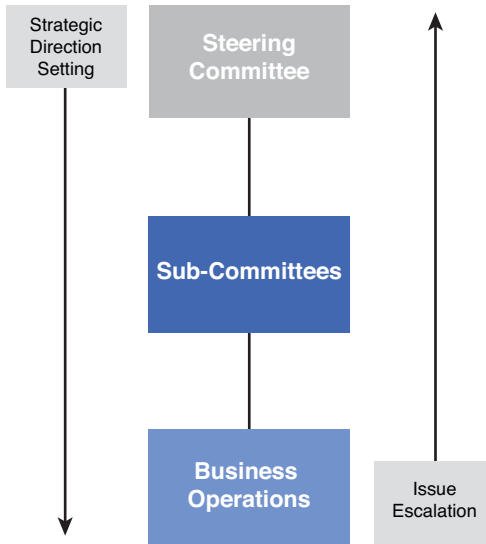 Strategic
Direction
Setting
Steering
Committee
Sub-Committees
Business
Operations
Issue
Escalation